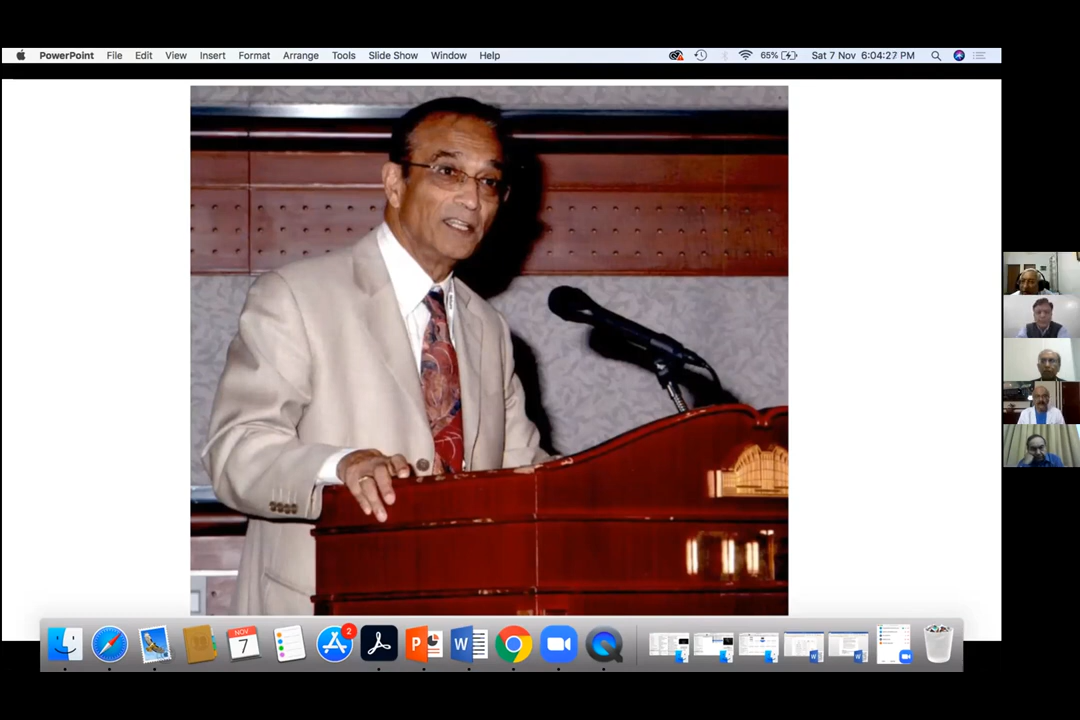 PowerPoint File Edit View Insert Format Arrange Tools Slide Show Window Help 65% Sat 7 Nov 6:04:27 PM
NOV
7
2
P
W